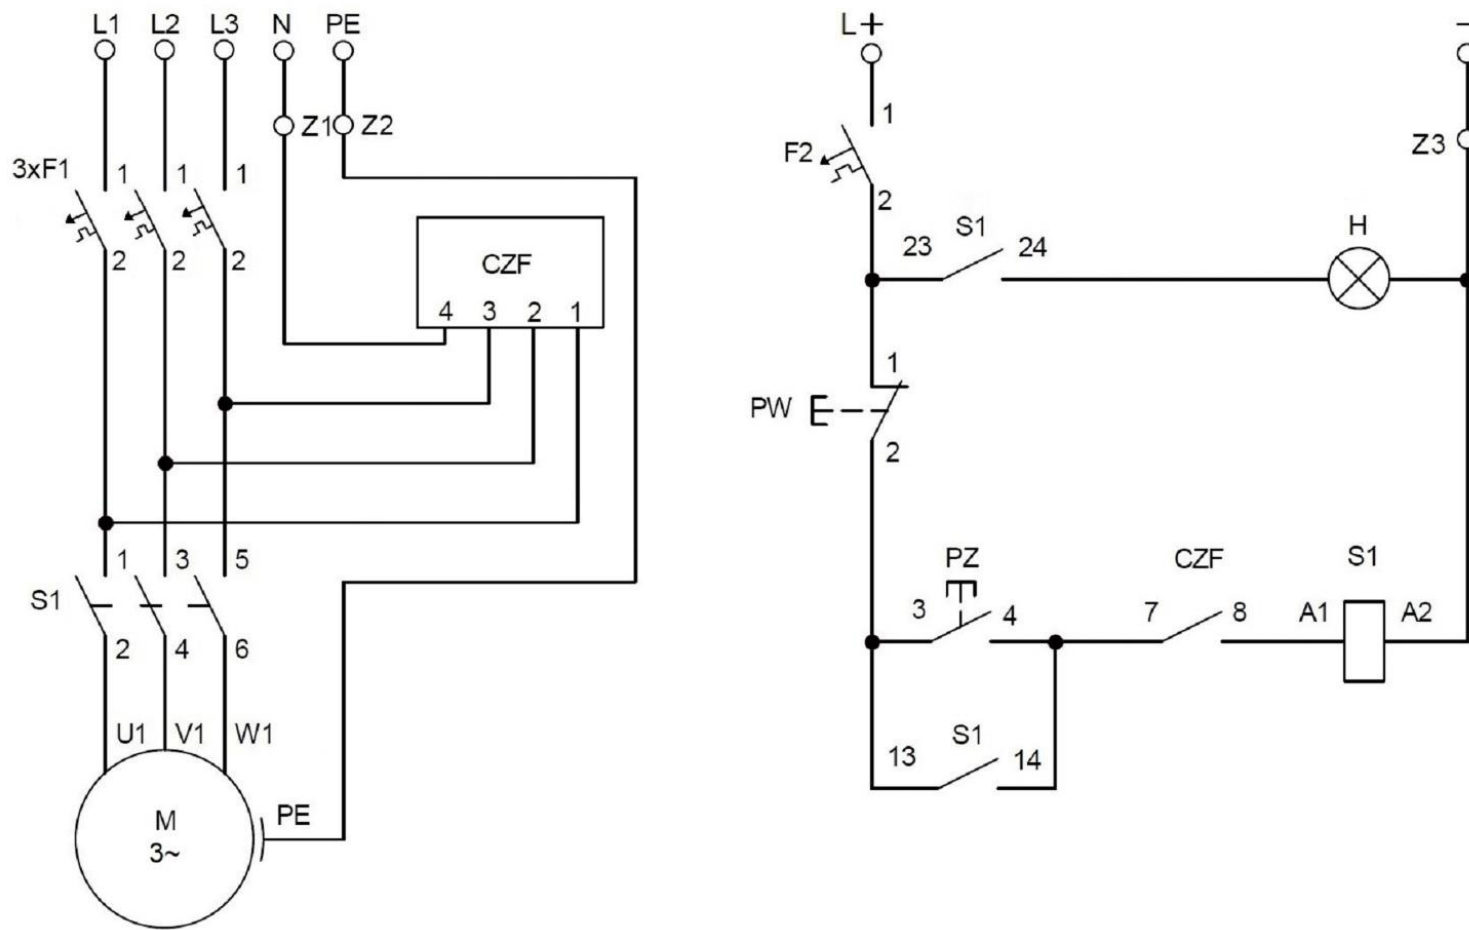 L1 L2 L3 N PE
Z1 Z2
3xF1 1 1 1
2 2 2
CZF
4 3 2 1
1 3 5
S1
2 4 6
U1 V1 W1
M
3~
PE
L+ -
1
F2
2
Z3
S1
23 24
H
1
PW
2
PZ
3 4
CZF
7 8
S1
A1 A2
S1
13 14